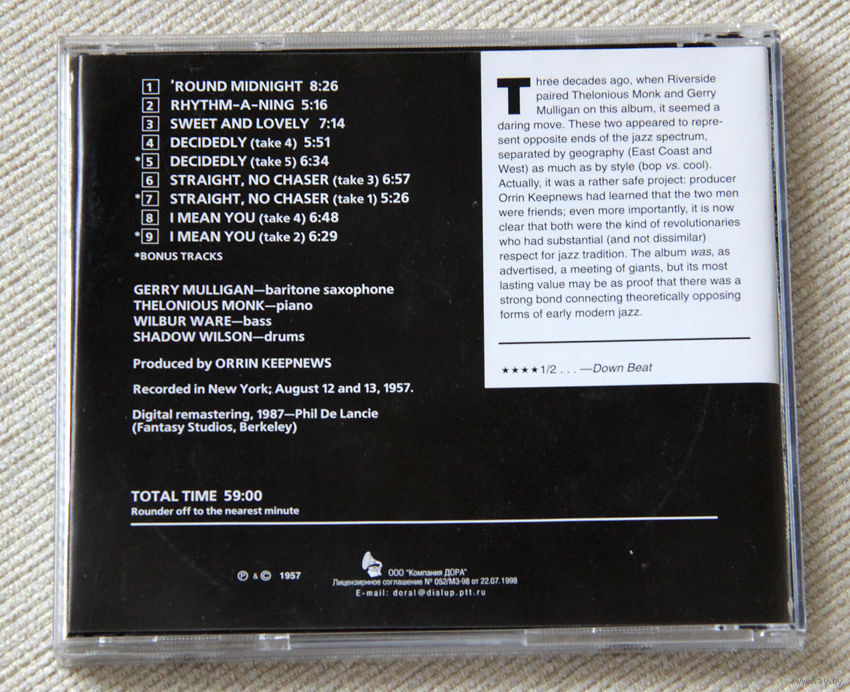 1 'ROUND MIDNIGHT 8:26
2 RHYTHM-A-NING 5:16
3 SWEET AND LOVELY 7:14
4 DECIDEDLY (take 4) 5:51
*5 DECIDEDLY (take 5) 6:34
6 STRAIGHT, NO CHASER (take 3) 6:57
*7 STRAIGHT, NO CHASER (take 1) 5:26
8 I MEAN YOU (take 4) 6:48
*9 I MEAN YOU (take 2) 6:29
*BONUS TRACKS
GERRY MULLIGAN—baritone saxophone
THELONIOUS MONK—piano
WILBUR WARE—bass
SHADOW WILSON—drums
Produced by ORRIN KEEPNEWS
Recorded in New York; August 12 and 13, 1957.
Digital remastering, 1987—Phil De Lancie
(Fantasy Studios, Berkeley)
Three decades ago, when Riverside
paired Thelonious Monk and Gerry
Mulligan on this album, it seemed a
daring move. These two appeared to repre-
sent opposite ends of the jazz spectrum,
separated by geography (East Coast and
West) as much as by style (bop vs. cool).
Actually, it was a rather safe project: producer
Orrin Keepnews had learned that the two men
were friends; even more importantly, it is now
clear that both were the kind of revolutionaries
who had substantial (and not dissimilar)
respect for jazz tradition. The album was, as
advertised, a meeting of giants, but its most
lasting value may be as proof that there was a
strong bond connecting theoretically opposing
forms of early modern jazz.
★★★★1/2 . . . —Down Beat
TOTAL TIME 59:00
Rounder off to the nearest minute
℗ & © 1957
ООО "Компания ДОРА"
Лицензирнное соглашение № 052/МЗ-98 от 22.07.1998
E-mail: doral@dialup.ptt.ru
www.ay.by